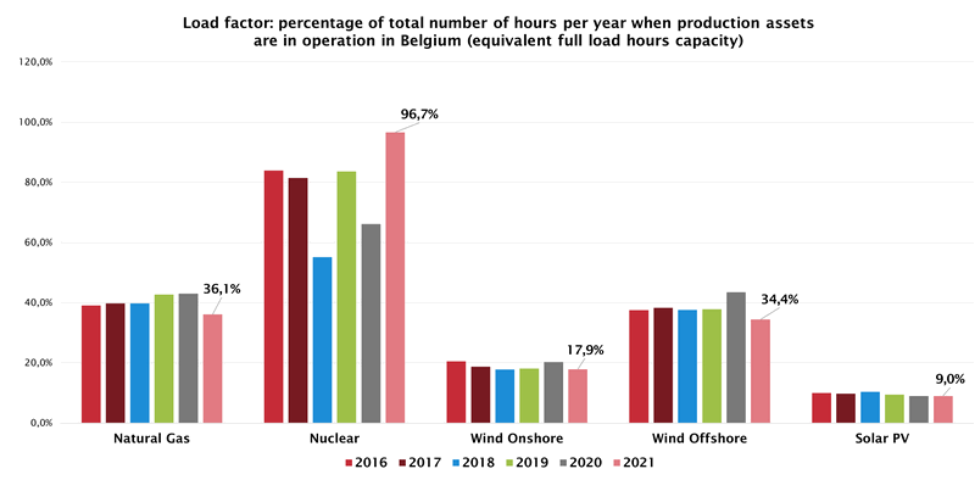 Load factor: percentage of total number of hours per year when production assets
are in operation in Belgium (equivalent full load hours capacity)
120,0%
100,0%
80,0%
60,0%
40,0%
20,0%
0,0%
36,1%
96,7%
17,9%
34,4%
9,0%
Natural Gas
Nuclear
Wind Onshore
Wind Offshore
Solar PV
2016 2017 2018 2019 2020 2021